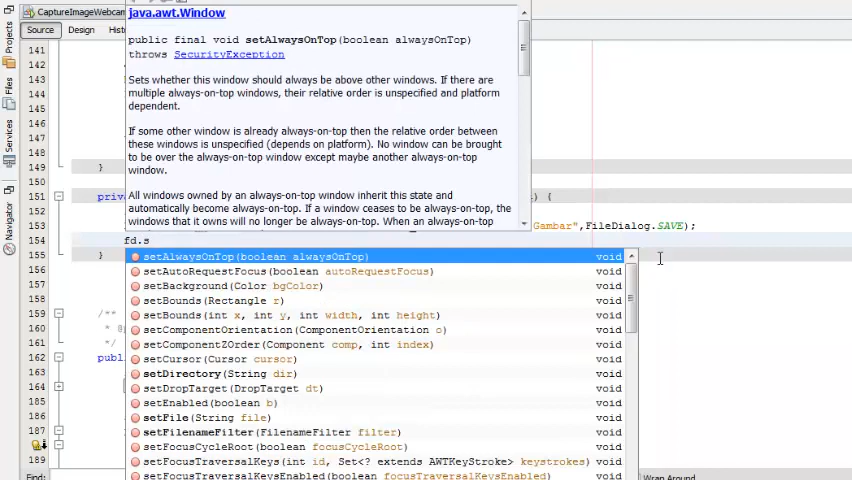 CaptureImageWebcam
java.awt.Window
Source
Design
public final void setAlwaysOnTop(boolean alwaysOnTop)
throws SecurityException
Sets whether this window should always be above other windows. If there are
multiple always-on-top windows, their relative order is unspecified and platform
dependent.
If some other window is already always-on-top then the relative order between
these windows is unspecified (depends on platform). No window can be brought
to be over the always-on-top window except maybe another always-on-top
window.
All windows owned by an always-on-top window inherit this state and
automatically become always-on-top. If a window ceases to be always-on-top, the
windows that it owns will no longer be always-on-top. When an always-on-top
Projects
Files
Services
Navigator
141
142
143
144
145
146
147
148
149 }
150
151 ) {
152
153 Gambar",FileDialog.SAVE);
154 fd.s
155 }
156
157
158
159 /**
160
161 */
162
163
164
185
186
187
189
setAlwaysOnTop(boolean alwaysOnTop) void
setAutoRequestFocus(boolean autoRequestFocus) void
setBackground(Color bgColor) void
setBounds(Rectangle r) void
setBounds(int x, int y, int width, int height) void
setComponentOrientation(ComponentOrientation o) void
setComponentZOrder(Component comp, int index) void
setCursor(Cursor cursor) void
setDirectory(String dir) void
setDropTarget(DropTarget dt) void
setEnabled(boolean b) void
setFile(String file) void
setFilenameFilter(FilenameFilter filter) void
setFocusCycleRoot(boolean focusCycleRoot) void
setFocusTraversalKeys(int id, Set<? extends AWTKeyStroke> keystrokes) void
setFocusTraversalKeysEnabled(boolean focusTraversalKeysEnabled) void
Find:
Wrap Around